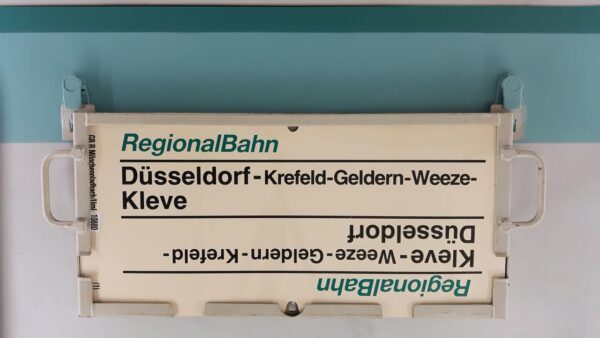 RegionalBahn
Düsseldorf-Krefeld-Geldern-Weeze-
Kleve
Kleve-Weeze-Geldern-Krefeld-
Düsseldorf
RegionalBahn